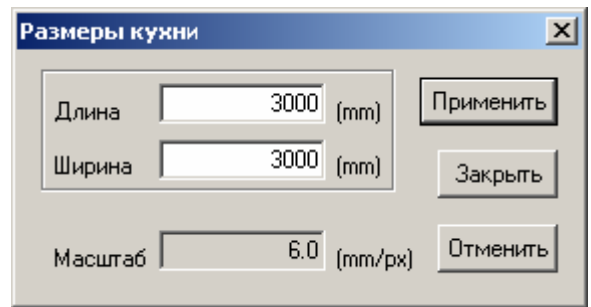 Размеры кухни
Длина 3000 (mm) Применить
Ширина 3000 (mm) Закрыть
Масштаб 6.0 (mm/px) Отменить